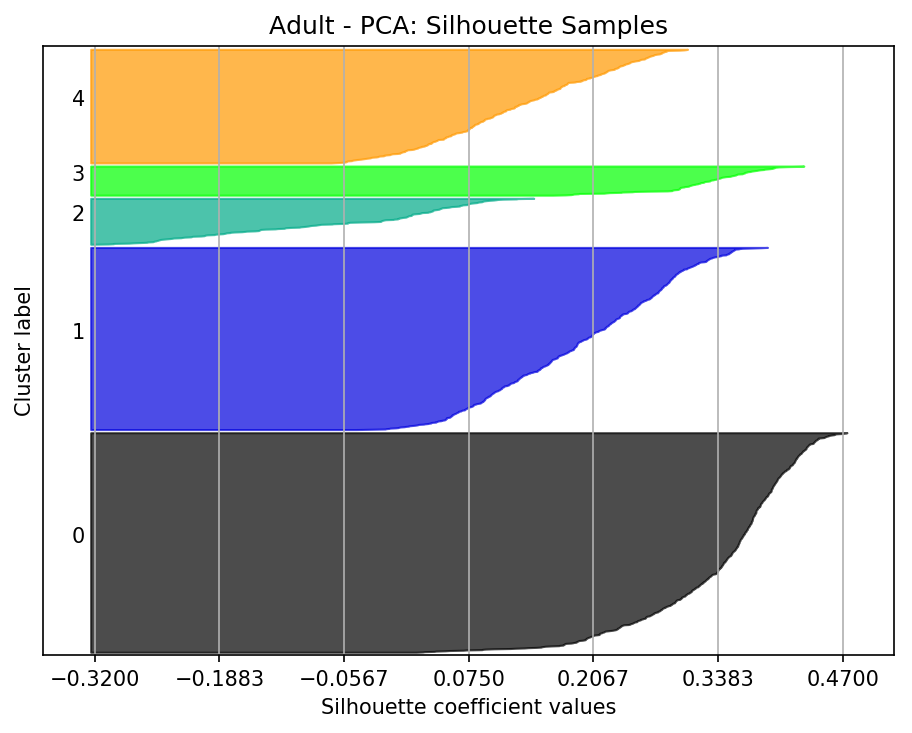 Adult - PCA: Silhouette Samples
4
3
2
1
0
Cluster label
−0.3200 −0.1883 −0.0567 0.0750 0.2067 0.3383 0.4700
Silhouette coefficient values